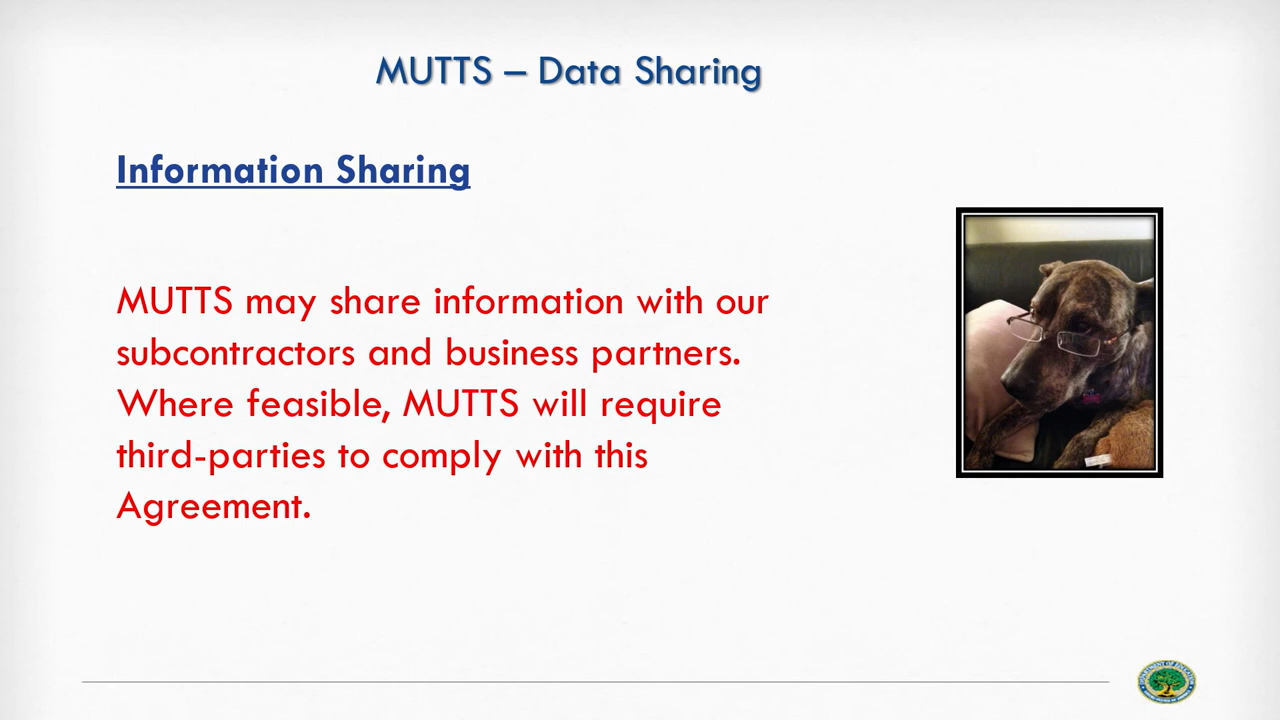 MUTTS – Data Sharing
Information Sharing
MUTTS may share information with our
subcontractors and business partners.
Where feasible, MUTTS will require
third-parties to comply with this
Agreement.